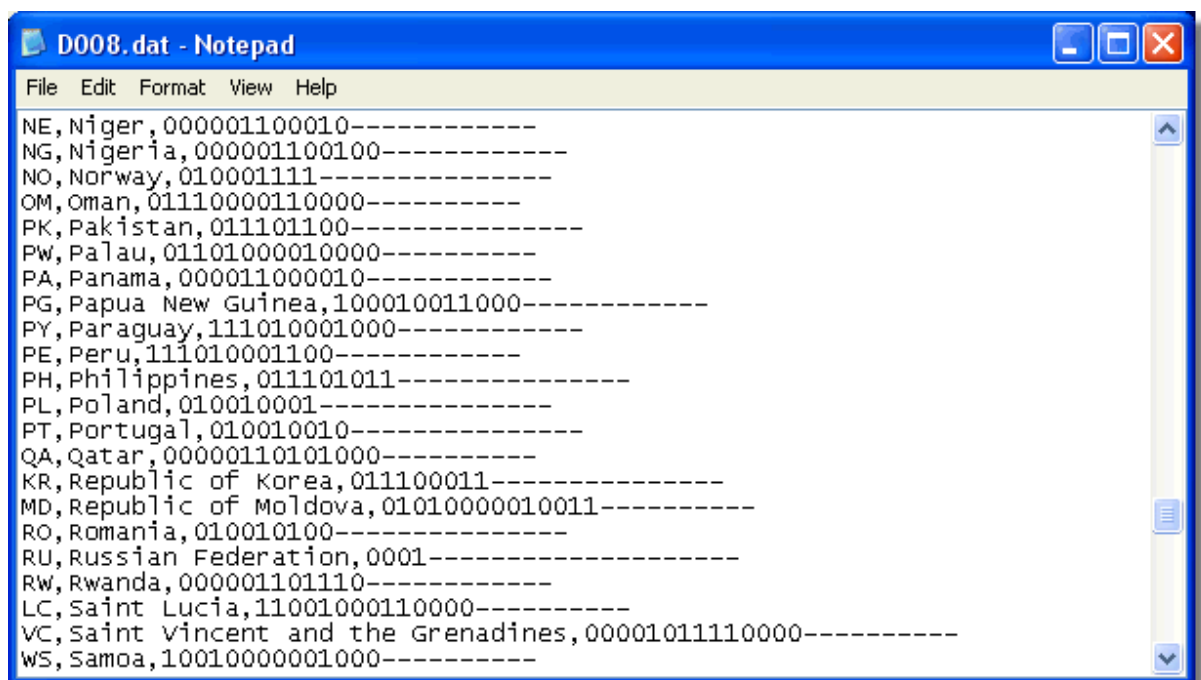 D008.dat - Notepad
File Edit Format View Help
NE,Niger,000001100010------------
NG,Nigeria,000001100100------------
NO,Norway,010001111---------------
OM,Oman,01110000110000----------
PK,Pakistan,011101100---------------
PW,Palau,01101000010000----------
PA,Panama,000011000010------------
PG,Papua New Guinea,100010011000------------
PY,Paraguay,111010001000------------
PE,Peru,111010001100------------
PH,Philippines,011101011---------------
PL,Poland,010010001---------------
PT,Portugal,010010010---------------
QA,Qatar,00000110101000----------
KR,Republic of Korea,011100011---------------
MD,Republic of Moldova,01010000010011----------
RO,Romania,010010100---------------
RU,Russian Federation,0001--------------------
RW,Rwanda,000001101110------------
LC,Saint Lucia,11001000110000----------
VC,Saint Vincent and the Grenadines,00001011110000----------
WS,Samoa,10010000001000----------